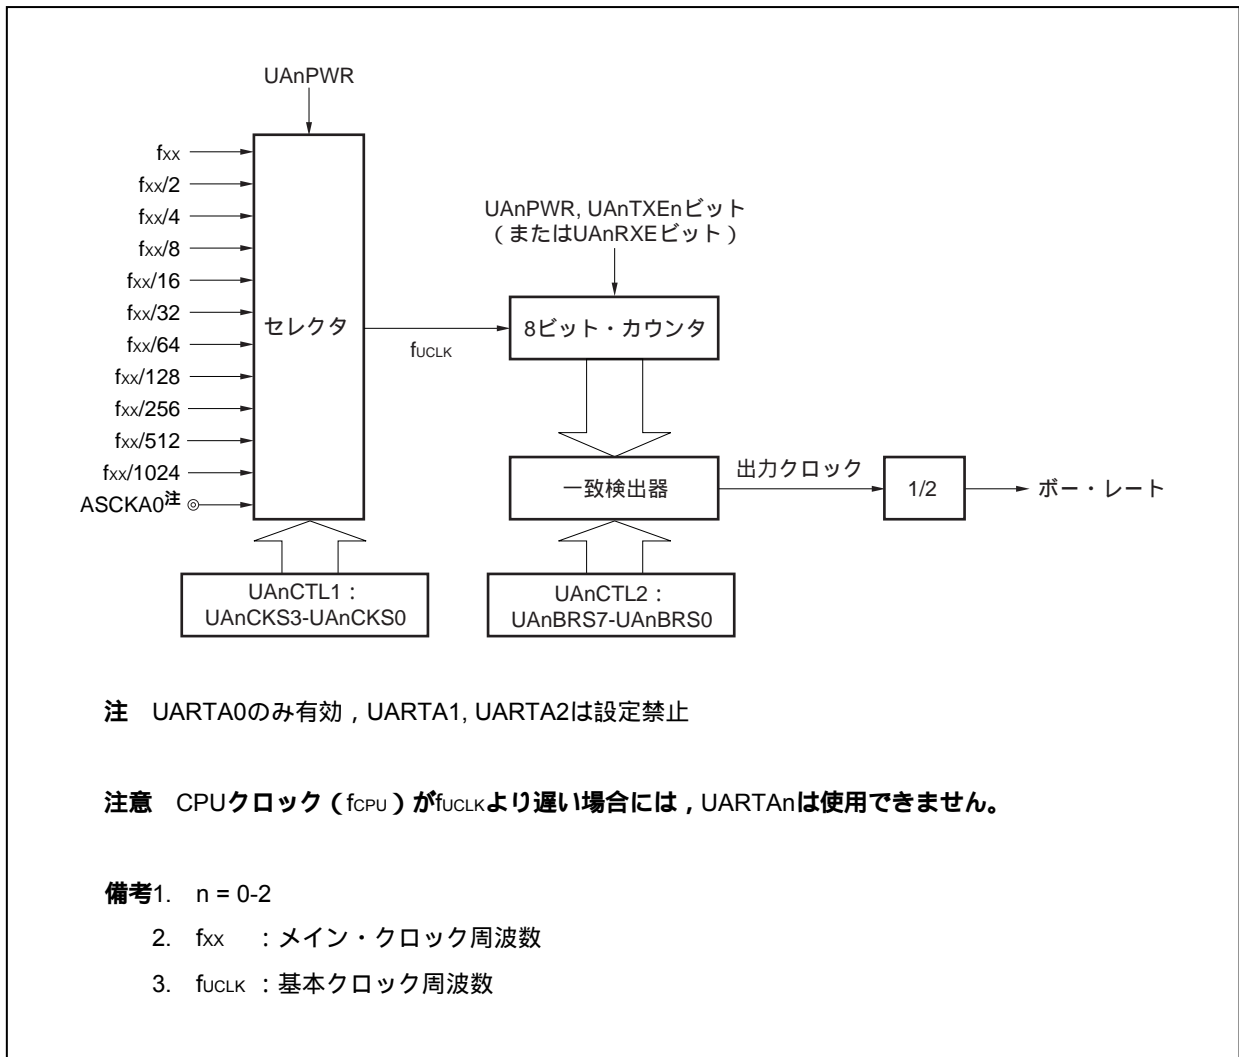 UAnPWR
fXX
fXX/2
fXX/4
fXX/8
fXX/16
fXX/32
fXX/64
fXX/128
fXX/256
fXX/512
fXX/1024
ASCKA0注
セレクタ
fUCLK
UAnPWR, UAnTXEnビット
（またはUAnRXEビット）
8ビット・カウンタ
一致検出器
出力クロック
1/2
ボー・レート
UAnCTL1：
UAnCKS3-UAnCKS0
UAnCTL2：
UAnBRS7-UAnBRS0
注 UARTA0のみ有効，UARTA1, UARTA2は設定禁止
注意 CPUクロック（fCPU）がfUCLKより遅い場合には，UARTAnは使用できません。
備考1. n = 0-2
2. fXX ：メイン・クロック周波数
3. fUCLK ：基本クロック周波数